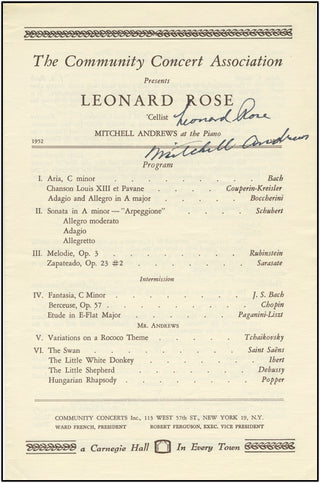 The Community Concert Association
Presents
LEONARD ROSE
'Cellist
Leonard Rose
MITCHELL ANDREWS at the Piano
1952
Mitchell Andrews
Program
I. Aria, C minor . . . . . . . . Bach
Chanson Louis XIII et Pavane . . . . . Couperin-Kreisler
Adagio and Allegro in A major . . . . . Boccherini
II. Sonata in A minor—"Arpeggione" . . . . . Schubert
Allegro moderato
Adagio
Allegretto
III. Melodie, Op. 3 . . . . . . . Rubinstein
Zapateado, Op. 23 #2 . . . . . . Sarasate
Intermission
IV. Fantasia, C Minor . . . . . . . J. S. Bach
Berceuse, Op. 57 . . . . . . . Chopin
Etude in E-Flat Major . . . . . . Paganini-Liszt
MR. ANDREWS
V. Variations on a Rococo Theme . . . . . Tchaikovsky
VI. The Swan . . . . . . . . Saint Saëns
The Little White Donkey . . . . . . Ibert
The Little Shepherd . . . . . . . Debussy
Hungarian Rhapsody . . . . . . . Popper
COMMUNITY CONCERTS INC., 113 WEST 57th ST., NEW YORK 19, N.Y.
WARD FRENCH, PRESIDENT ROBERT FERGUSON, EXEC. VICE PRESIDENT
a Carnegie Hall In Every Town